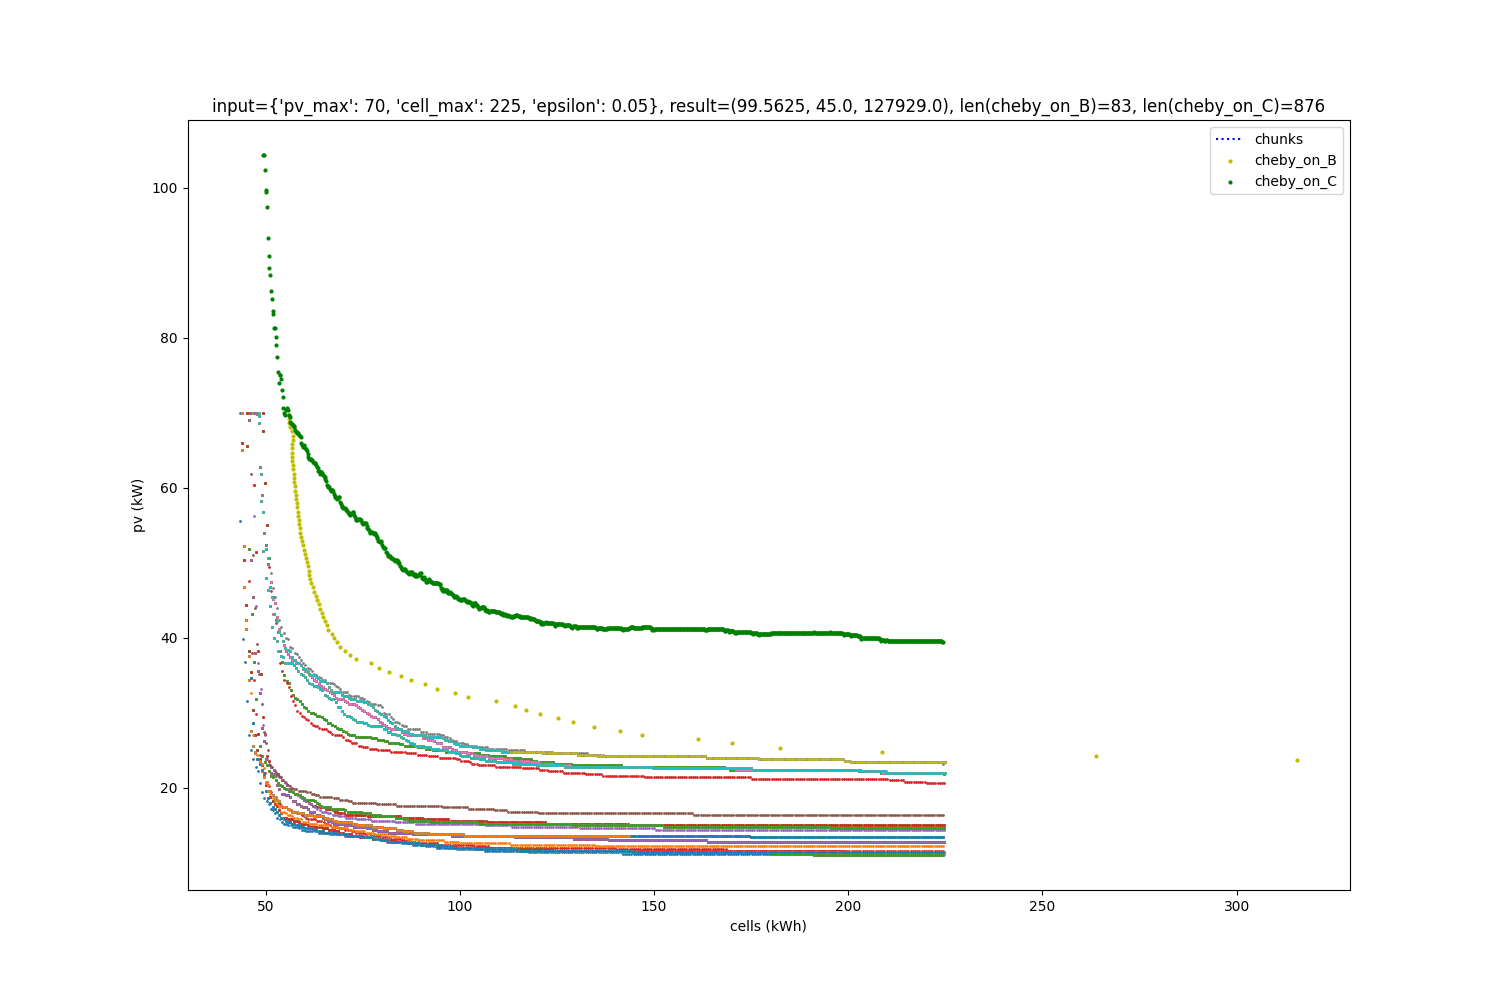 input={'pv_max': 70, 'cell_max': 225, 'epsilon': 0.05}, result=(99.5625, 45.0, 127929.0), len(cheby_on_B)=83, len(cheby_on_C)=876
chunks
cheby_on_B
cheby_on_C
100
80
60
40
20
pv (kW)
50 100 150 200 250 300
cells (kWh)